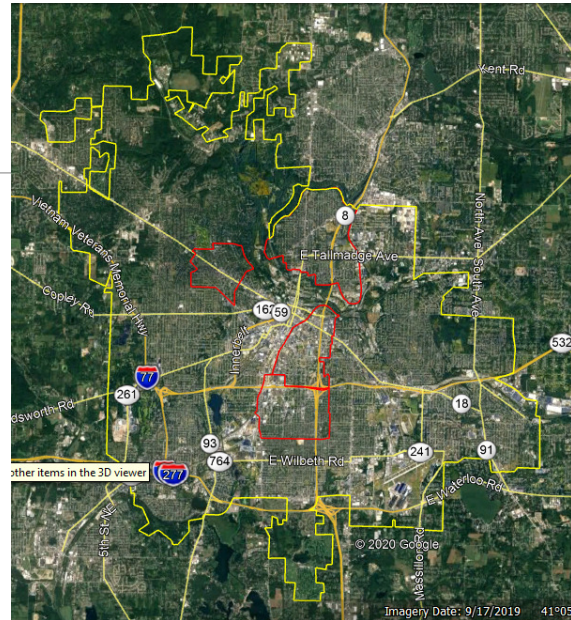 Kent Rd
8
E Tallmadge Ave
North Ave South Ave
Vietnam Veterans Memorial Hwy
Copley Rd
162
59
Innerbelt
532
77
261
dsworth Rd
18
93
241
91
764
E Wilbeth Rd
other items in the 3D viewer
277
E Waterloo Rd
5th St NE
Massillon Rd
© 2020 Google
Imagery Date: 9/17/2019 41°05